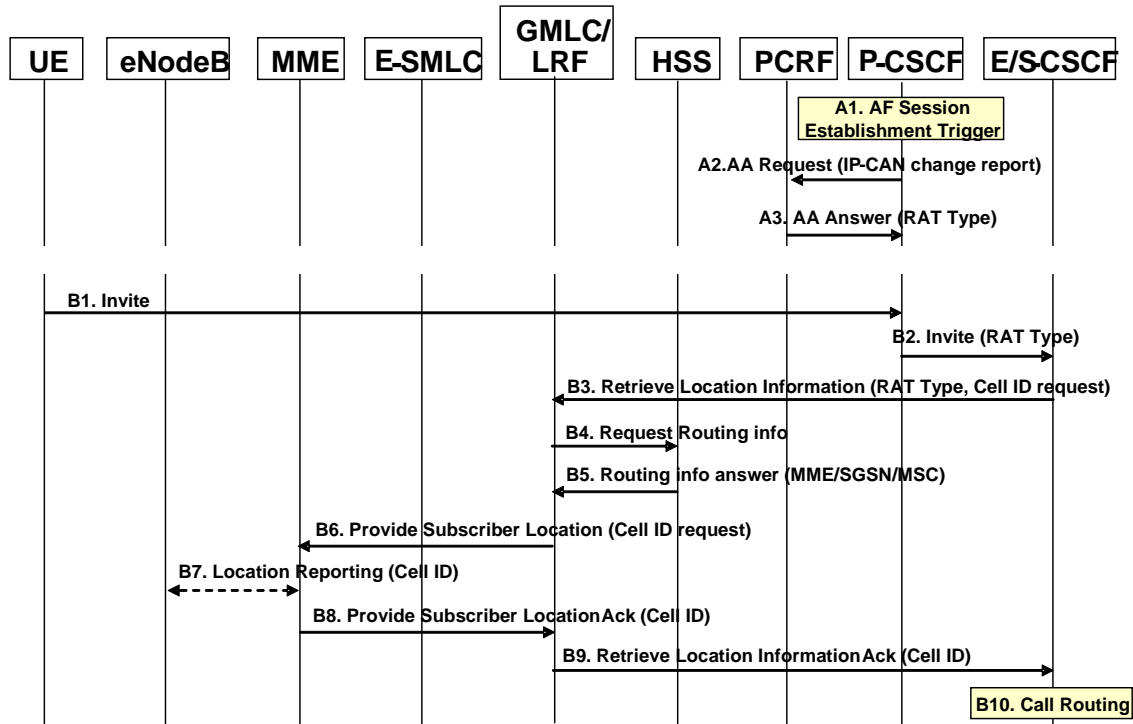 UE
eNodeB
MME
E-SMLC
GMLC/
LRF
HSS
PCRF
P-CSCF
E/S-CSCF
A1. AF Session
Establishment Trigger
A2.AA Request (IP-CAN change report)
A3. AA Answer (RAT Type)
B1. Invite
B2. Invite (RAT Type)
B3. Retrieve Location Information (RAT Type, Cell ID request)
B4. Request Routing info
B5. Routing info answer (MME/SGSN/MSC)
B6. Provide Subscriber Location (Cell ID request)
B7. Location Reporting (Cell ID)
B8. Provide Subscriber Location Ack (Cell ID)
B9. Retrieve Location Information Ack (Cell ID)
B10. Call Routing